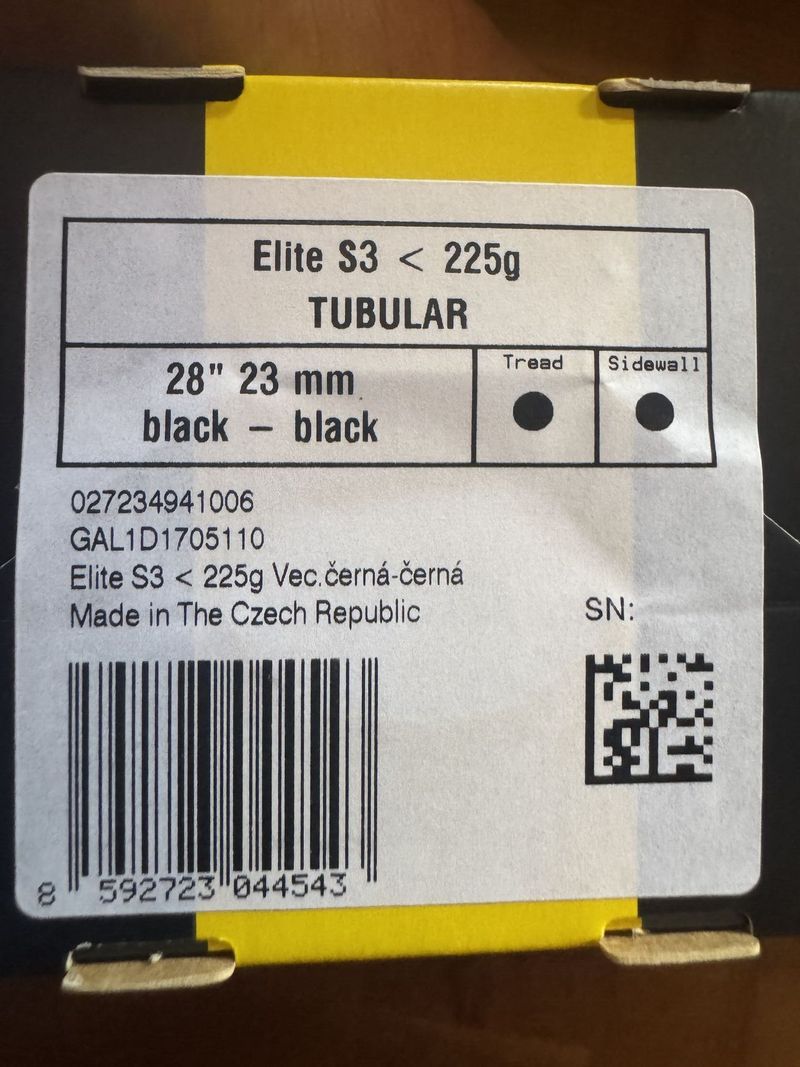 Elite S3 < 225g
TUBULAR
28" 23 mm
black – black
Tread
Sidewall
027234941006
GAL1D1705110
Elite S3 < 225g Vec.černá-černá
Made in The Czech Republic
SN:
8 592723 044543